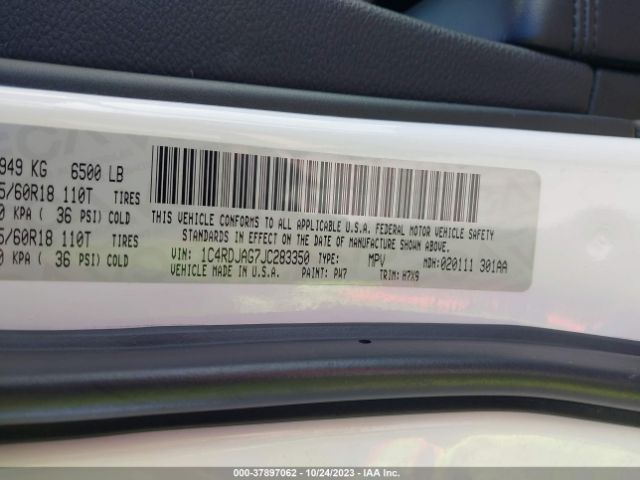 949 KG 6500 LB
5/60R18 110T TIRES
0 KPA ( 36 PSI) COLD
5/60R18 110T TIRES
0 KPA ( 36 PSI) COLD
THIS VEHICLE CONFORMS TO ALL APPLICABLE U.S.A. FEDERAL MOTOR VEHICLE SAFETY
STANDARDS IN EFFECT ON THE DATE OF MANUFACTURE SHOWN ABOVE.
VIN: 1C4RDJAG7JC283350 TYPE: MPV MDH: 020111 301AA
VEHICLE MADE IN U.S.A. PAINT: PW7 TRIM: H7X9
000-37897062 - 10/24/2023 - IAA Inc.